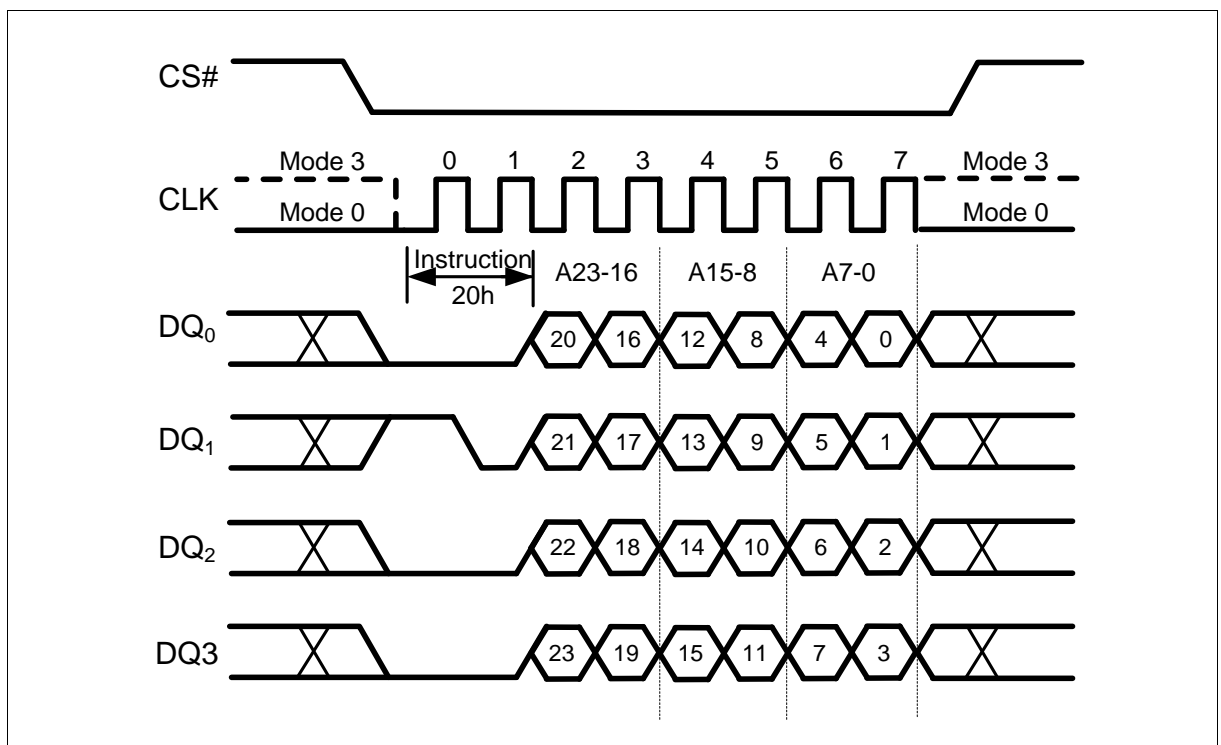 CS#
Mode 3 0 1 2 3 4 5 6 7 Mode 3
CLK
Mode 0 Mode 0
Instruction
20h
A23-16 A15-8 A7-0
DQ0 20 16 12 8 4 0
DQ1 21 17 13 9 5 1
DQ2 22 18 14 10 6 2
DQ3 23 19 15 11 7 3